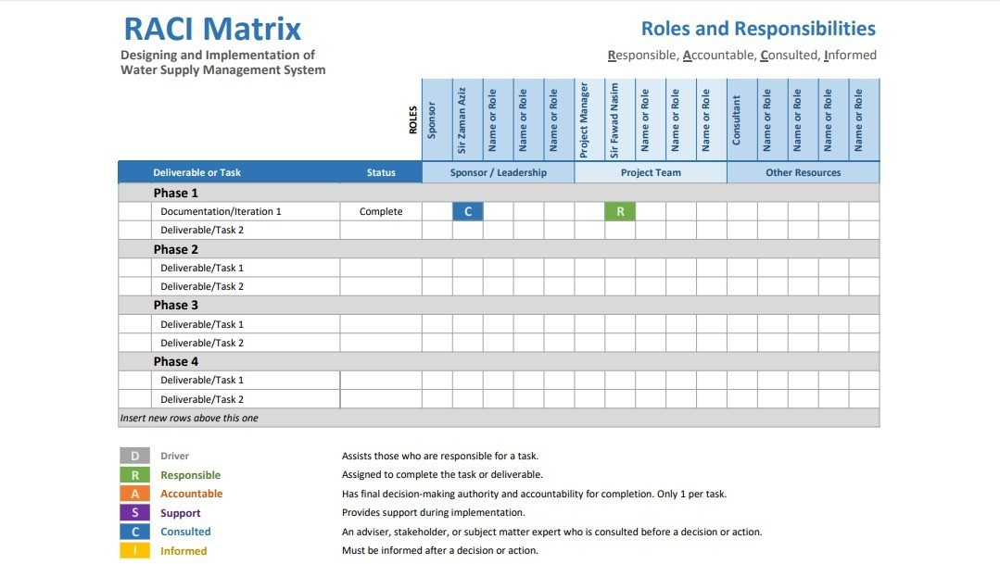 RACI Matrix
Roles and Responsibilities
Designing and Implementation of
Water Supply Management System
Responsible, Accountable, Consulted, Informed
ROLES
Sponsor
Sir Zaman Aziz
Name or Role
Name or Role
Name or Role
Project Manager
Sir Fawad Nasim
Name or Role
Name or Role
Name or Role
Consultant
Name or Role
Name or Role
Name or Role
Name or Role
Deliverable or Task Status Sponsor / Leadership Project Team Other Resources
Phase 1
Documentation/Iteration 1 Complete C R
Deliverable/Task 2
Phase 2
Deliverable/Task 1
Deliverable/Task 2
Phase 3
Deliverable/Task 1
Deliverable/Task 2
Phase 4
Deliverable/Task 1
Deliverable/Task 2
Insert new rows above this one
D Driver Assists those who are responsible for a task.
R Responsible Assigned to complete the task or deliverable.
A Accountable Has final decision-making authority and accountability for completion. Only 1 per task.
S Support Provides support during implementation.
C Consulted An adviser, stakeholder, or subject matter expert who is consulted before a decision or action.
I Informed Must be informed after a decision or action.